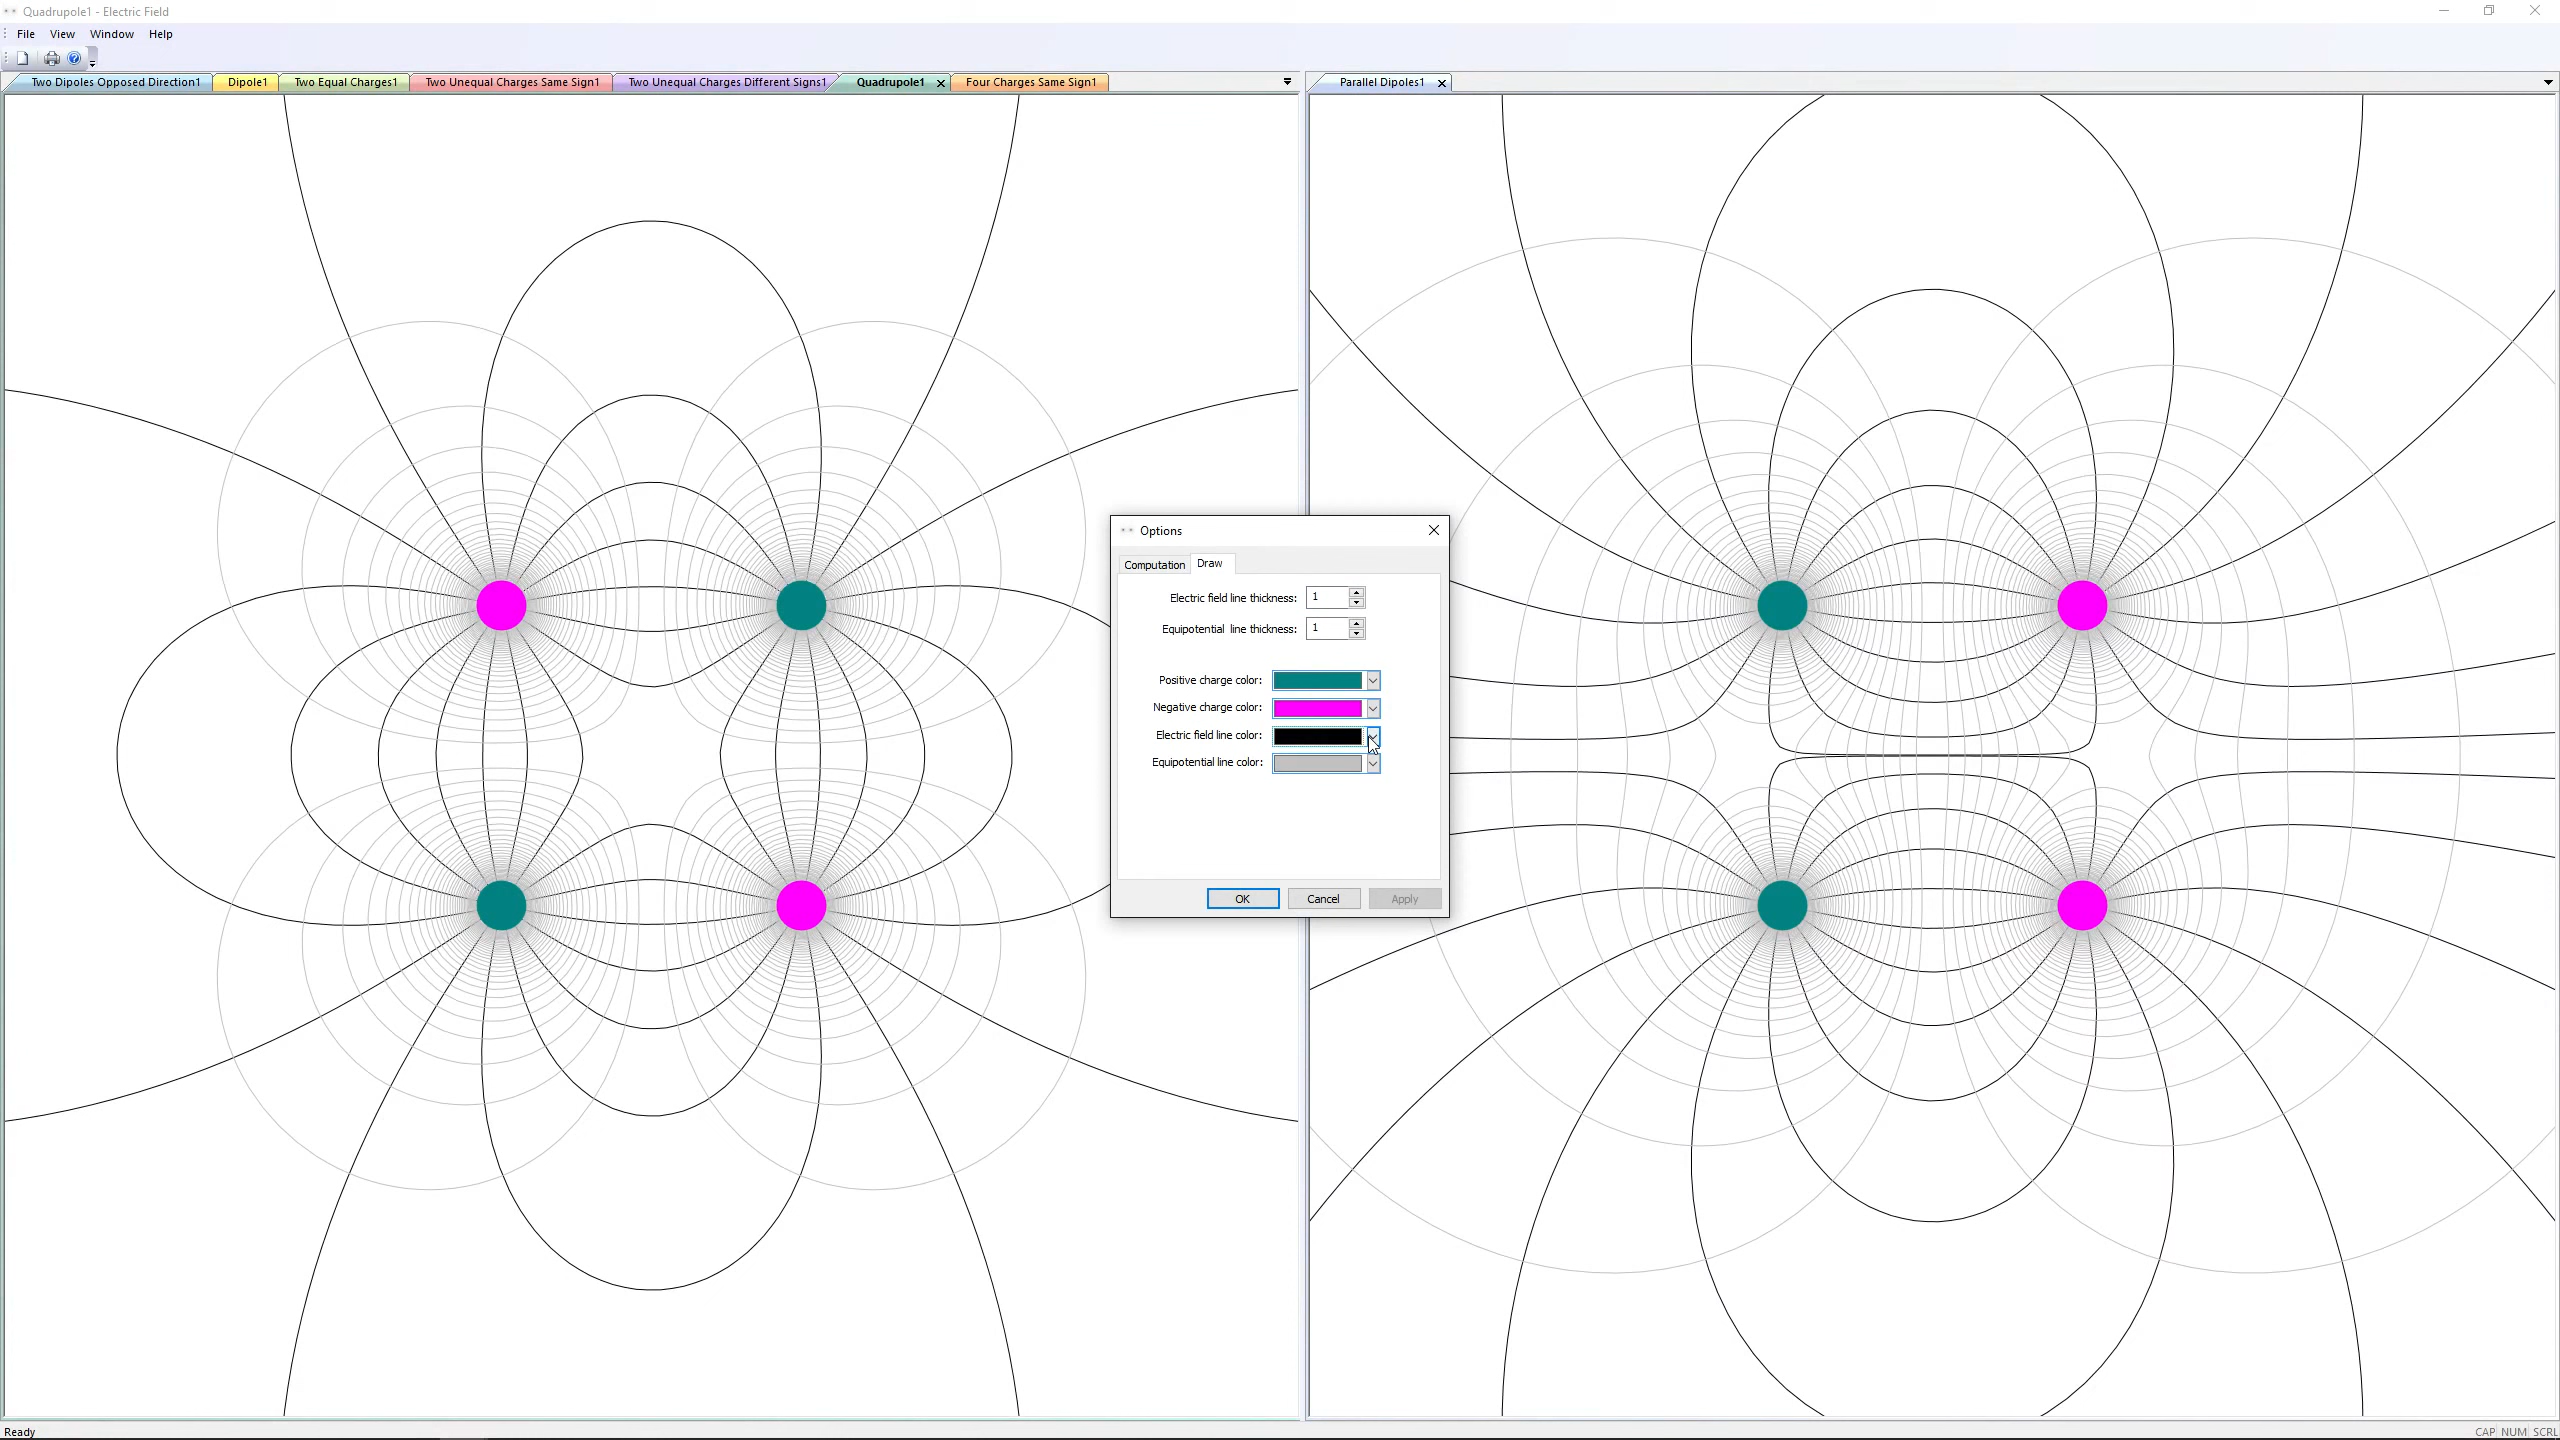 Quadrupole1 - Electric Field
File View Window Help
Two Dipoles Opposed Direction1 Dipole1 Two Equal Charges1 Two Unequal Charges Same Sign1 Two Unequal Charges Different Signs1 Quadrupole1 Four Charges Same Sign1 Parallel Dipoles1
Options
Computation Draw
Electric field line thickness: 1
Equipotential line thickness: 1
Positive charge color:
Negative charge color:
Electric field line color:
Equipotential line color:
OK Cancel Apply
Ready CAP NUM SCRL